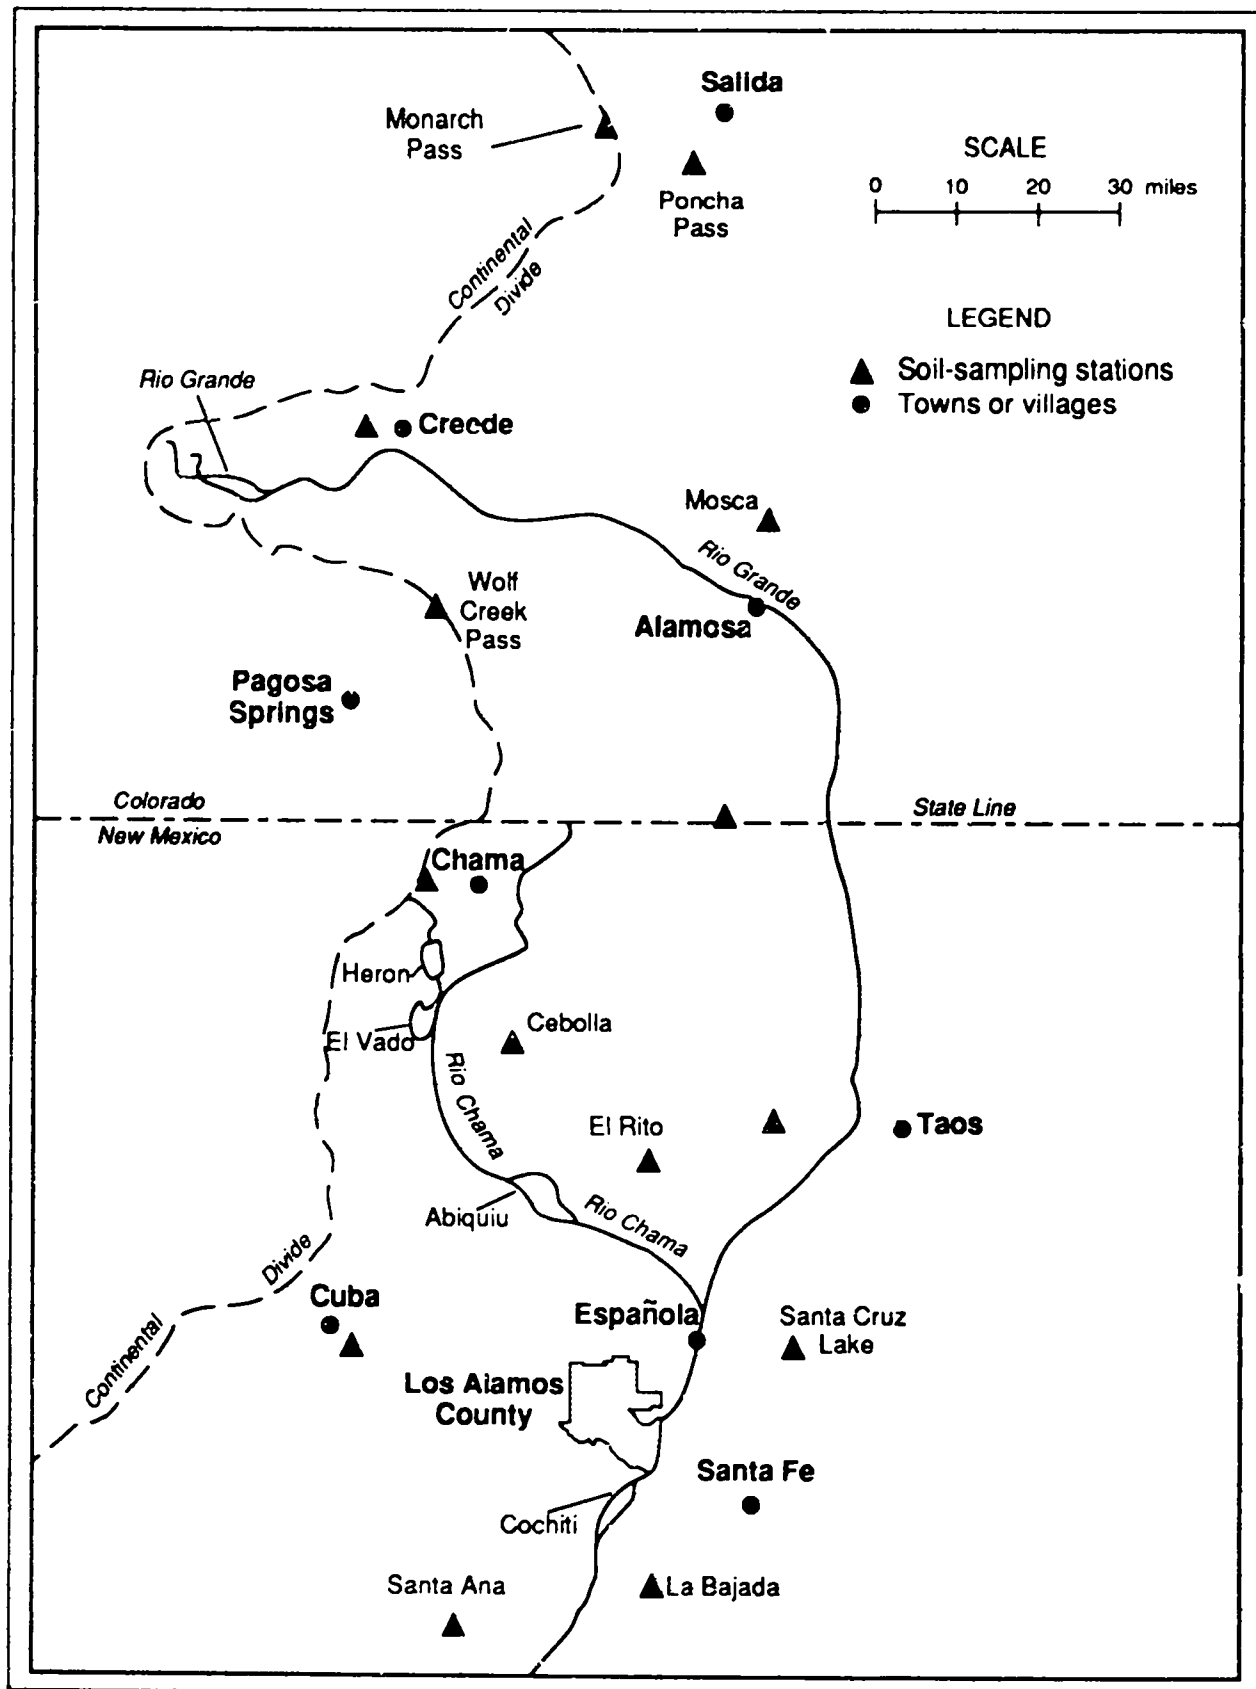 Salida
Monarch
Pass
SCALE
0 10 20 30 miles
Poncha
Pass
Continental
Divide
LEGEND
Soil-sampling stations
Towns or villages
Rio Grande
Creede
Mosca
Rio Grande
Wolf
Creek
Pass
Alamosa
Pagosa
Springs
Colorado
State Line
New Mexico
Chama
Heron
El Vado
Cebolla
Rio Chama
El Rito
Taos
Abiquiu
Rio Chama
Divide
Continental
Cuba
Española
Santa Cruz
Lake
Los Alamos
County
Santa Fe
Cochiti
Santa Ana
La Bajada